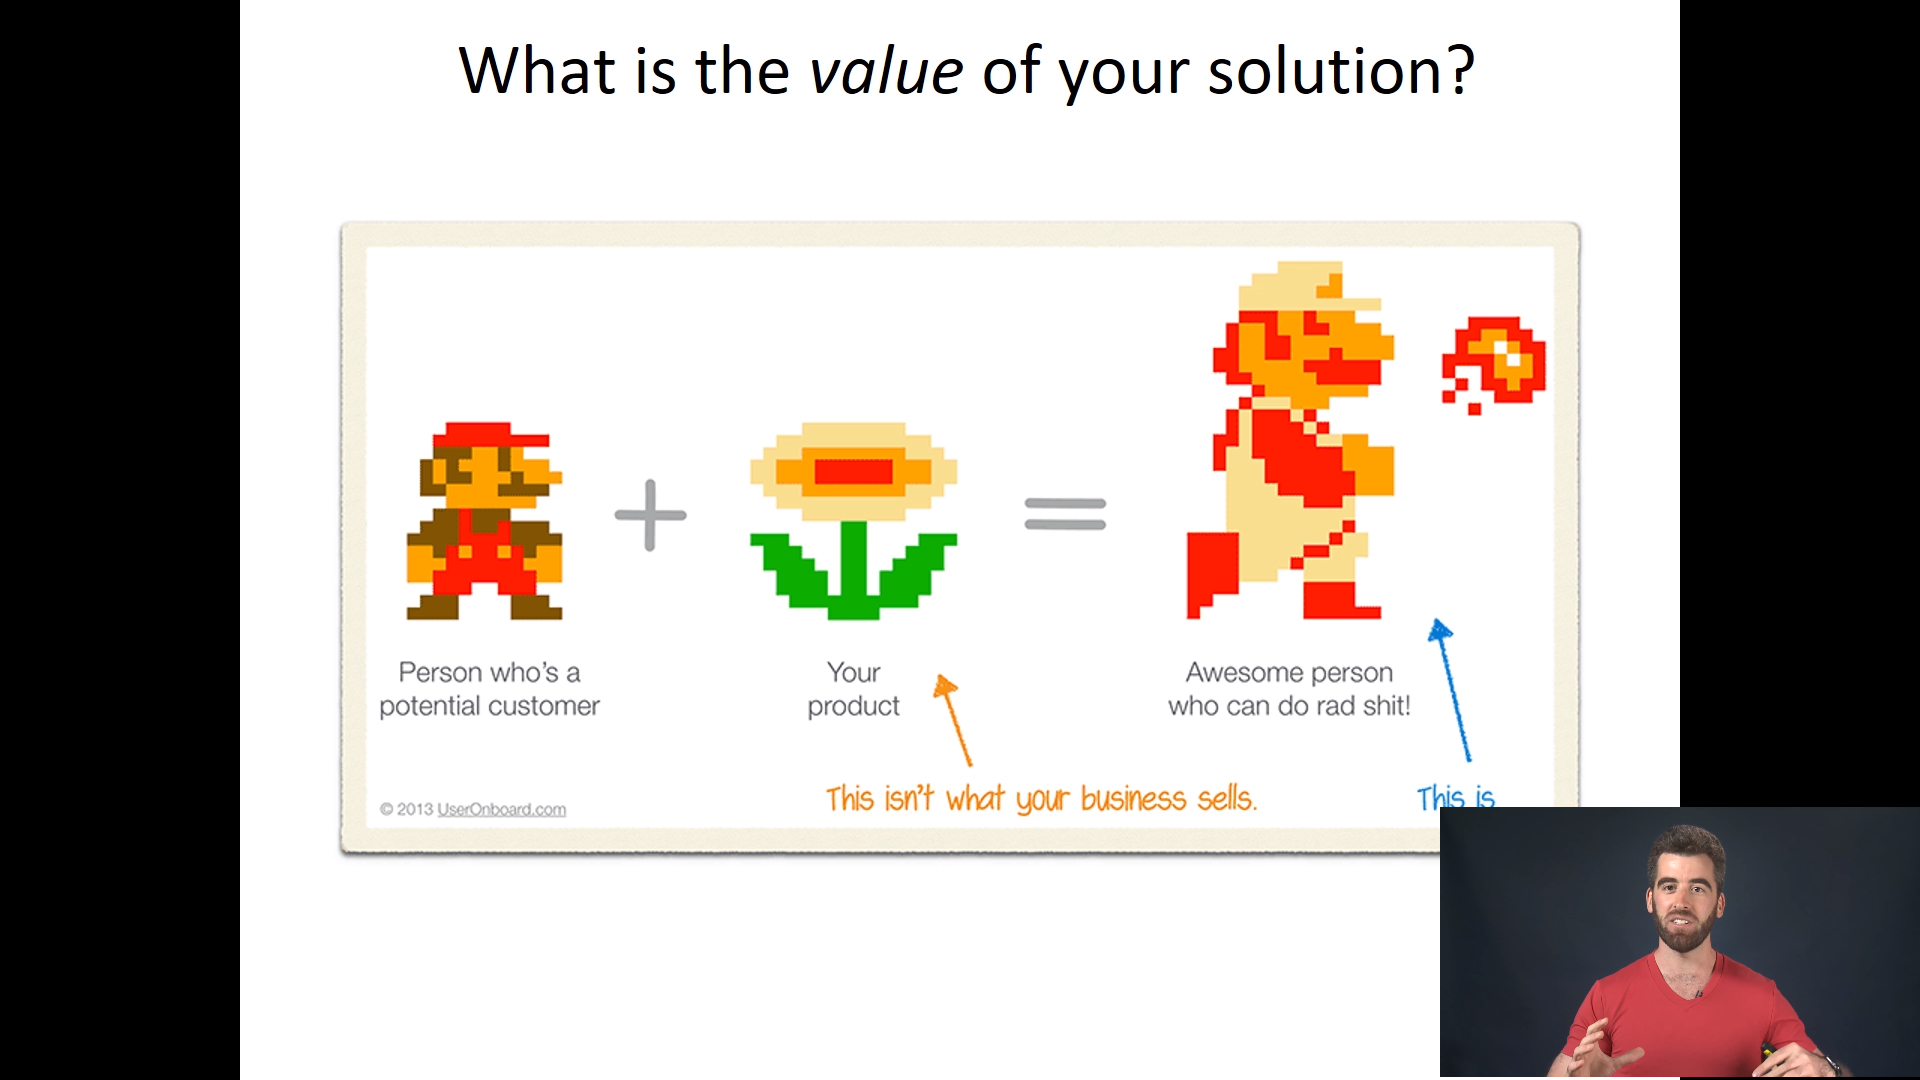 What is the value of your solution?
Person who's a
potential customer
Your
product
Awesome person
who can do rad shit!
This isn't what your business sells.
This is
© 2013 UserOnboard.com